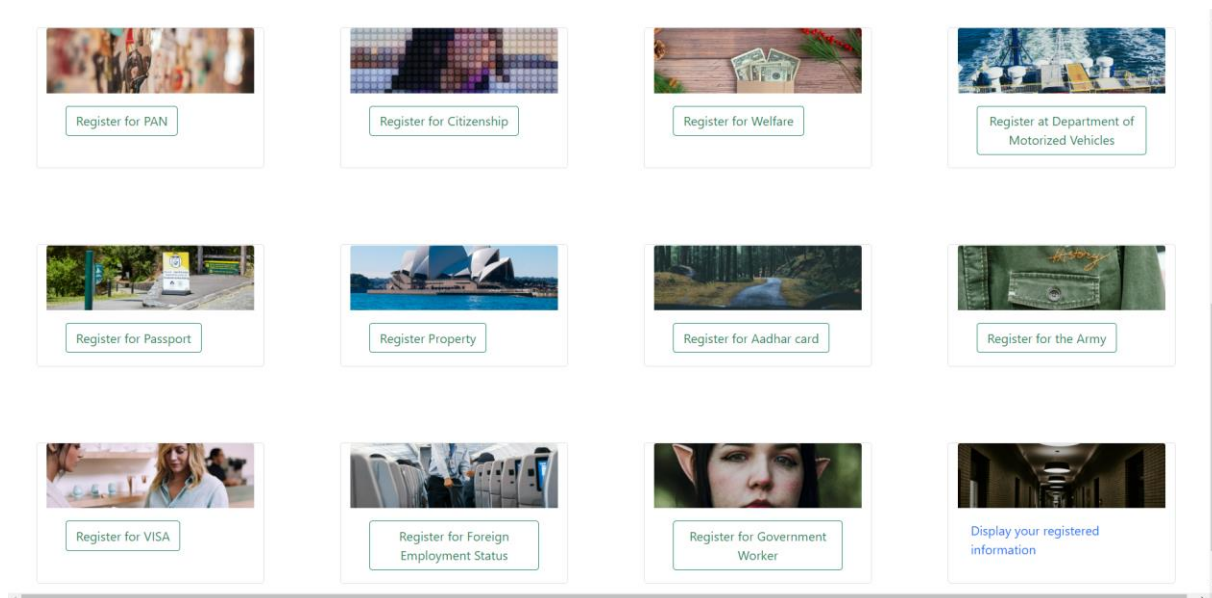 Register for PAN
Register for Citizenship
Register for Welfare
Register at Department of
Motorized Vehicles
History
Register for Passport
Register Property
Register for Aadhar card
Register for the Army
Register for VISA
Register for Foreign
Employment Status
Register for Government
Worker
Display your registered
information